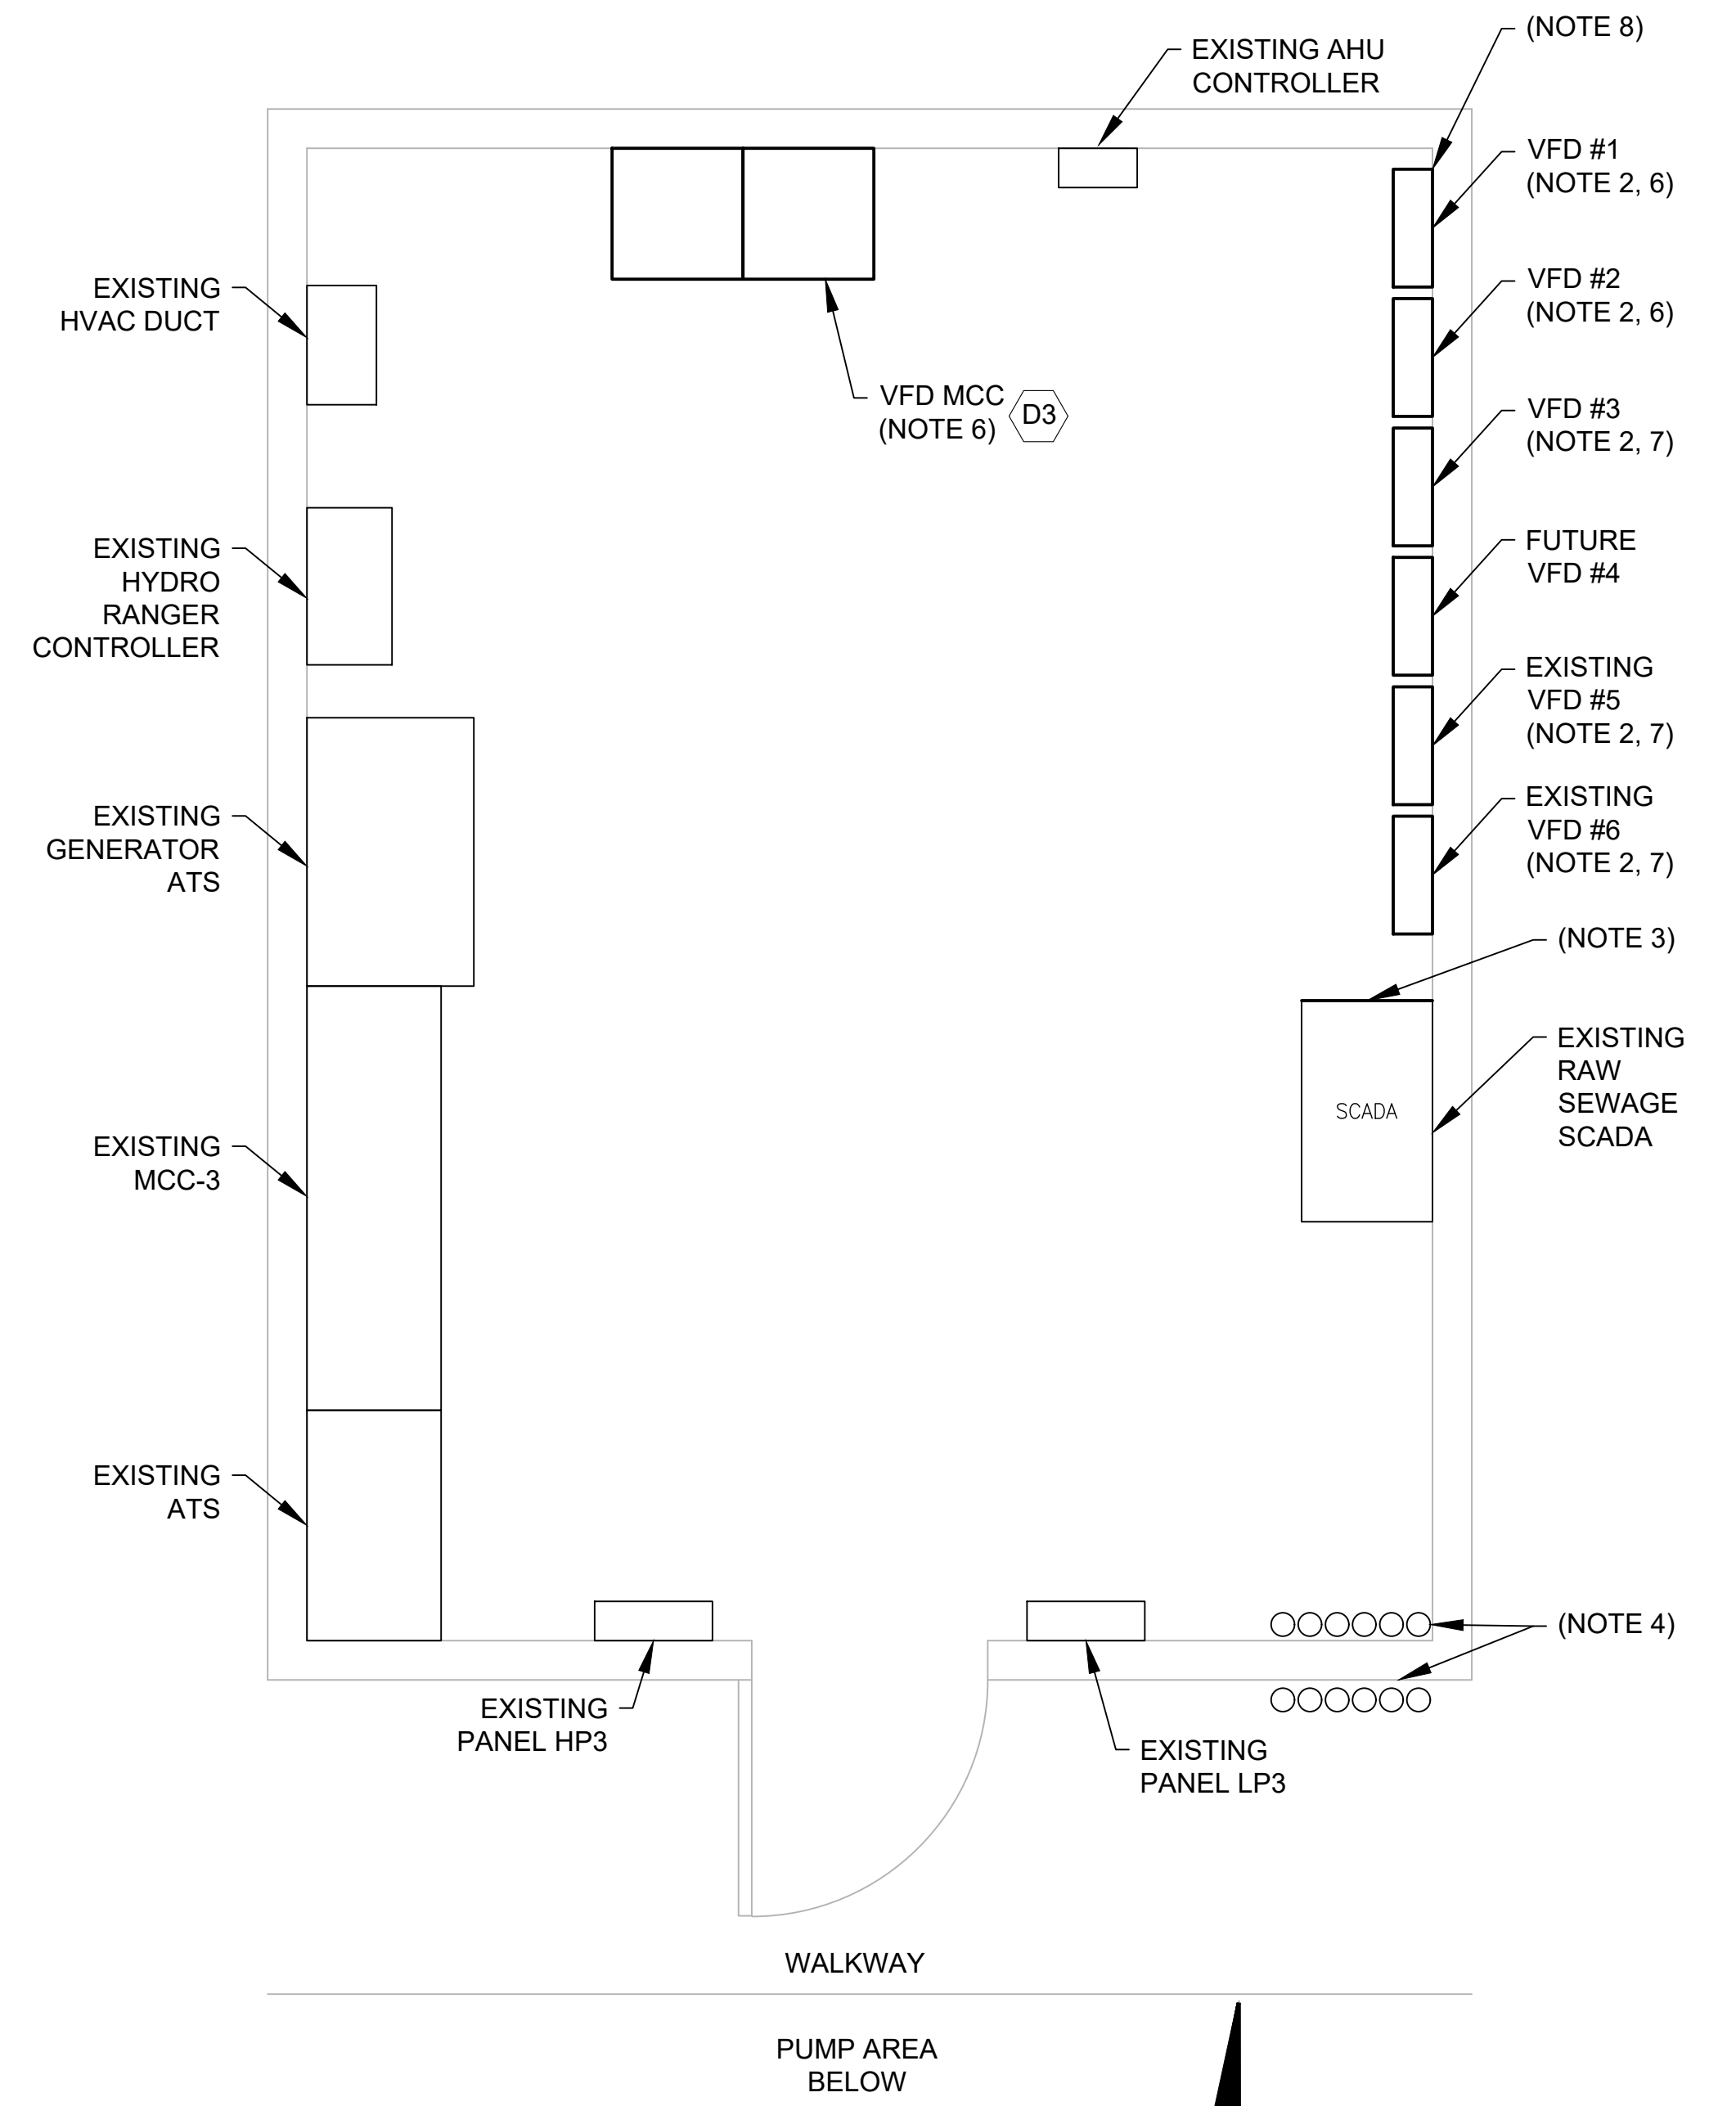 (NOTE 8)
EXISTING AHU
CONTROLLER
VFD #1
(NOTE 2, 6)
VFD #2
(NOTE 2, 6)
EXISTING
HVAC DUCT
VFD MCC
(NOTE 6)
D3
VFD #3
(NOTE 2, 7)
EXISTING
HYDRO
RANGER
CONTROLLER
FUTURE
VFD #4
EXISTING
VFD #5
(NOTE 2, 7)
EXISTING
GENERATOR
ATS
EXISTING
VFD #6
(NOTE 2, 7)
(NOTE 3)
EXISTING
RAW
SEWAGE
SCADA
SCADA
EXISTING
MCC-3
EXISTING
ATS
(NOTE 4)
EXISTING
PANEL HP3
EXISTING
PANEL LP3
WALKWAY
PUMP AREA
BELOW